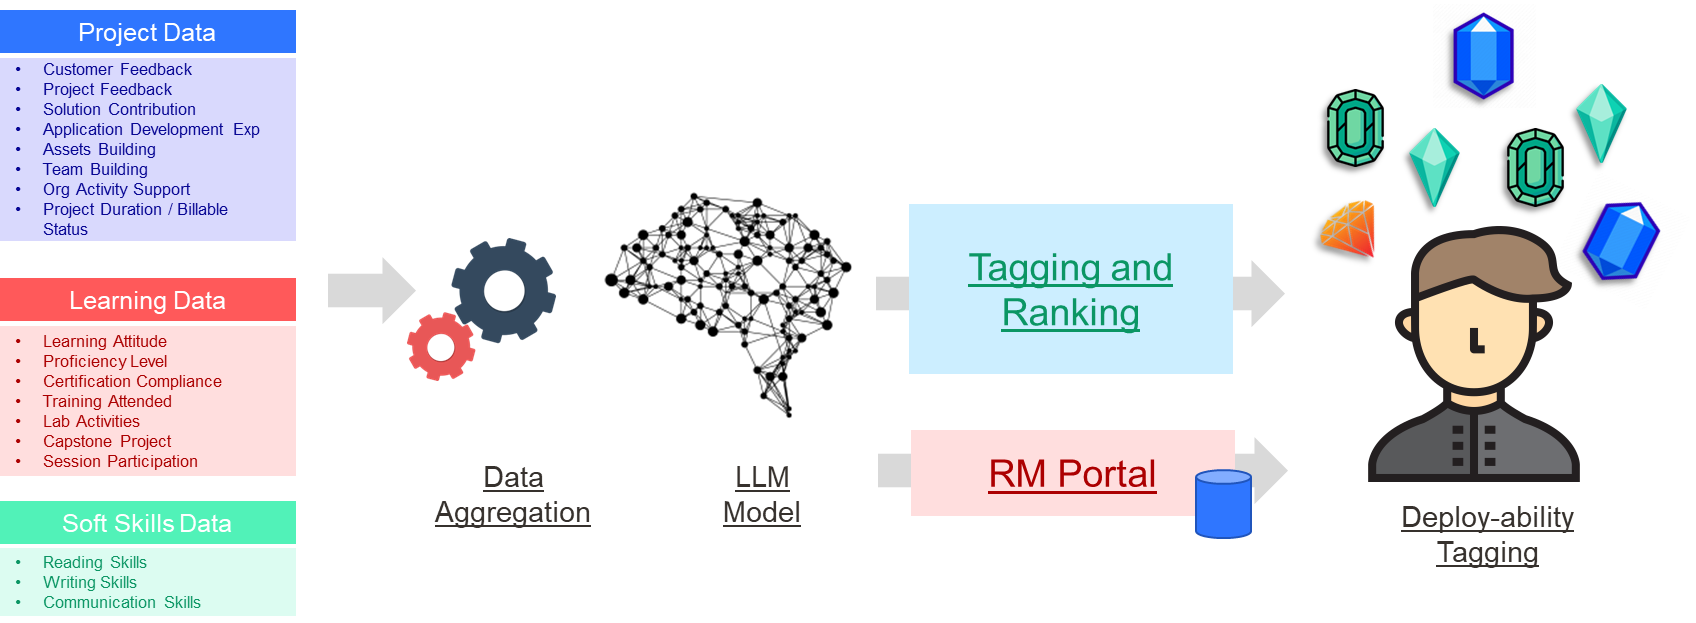 Project Data
• Customer Feedback
• Project Feedback
• Solution Contribution
• Application Development Exp
• Assets Building
• Team Building
• Org Activity Support
• Project Duration / Billable
Status
Learning Data
• Learning Attitude
• Proficiency Level
• Certification Compliance
• Training Attended
• Lab Activities
• Capstone Project
• Session Participation
Soft Skills Data
• Reading Skills
• Writing Skills
• Communication Skills
Data
Aggregation
LLM
Model
Tagging and
Ranking
RM Portal
Deploy-ability
Tagging